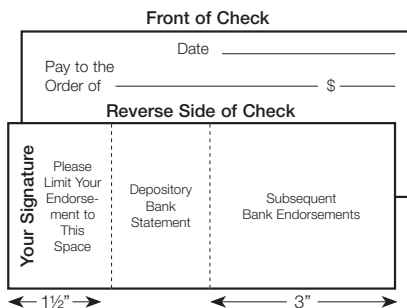 Front of Check
Date
Pay to the
Order of $
Reverse Side of Check
Your Signature
Please
Limit Your
Endorse-
ment to
This
Space
Depository
Bank
Statement
Subsequent
Bank Endorsements
1½” 3”